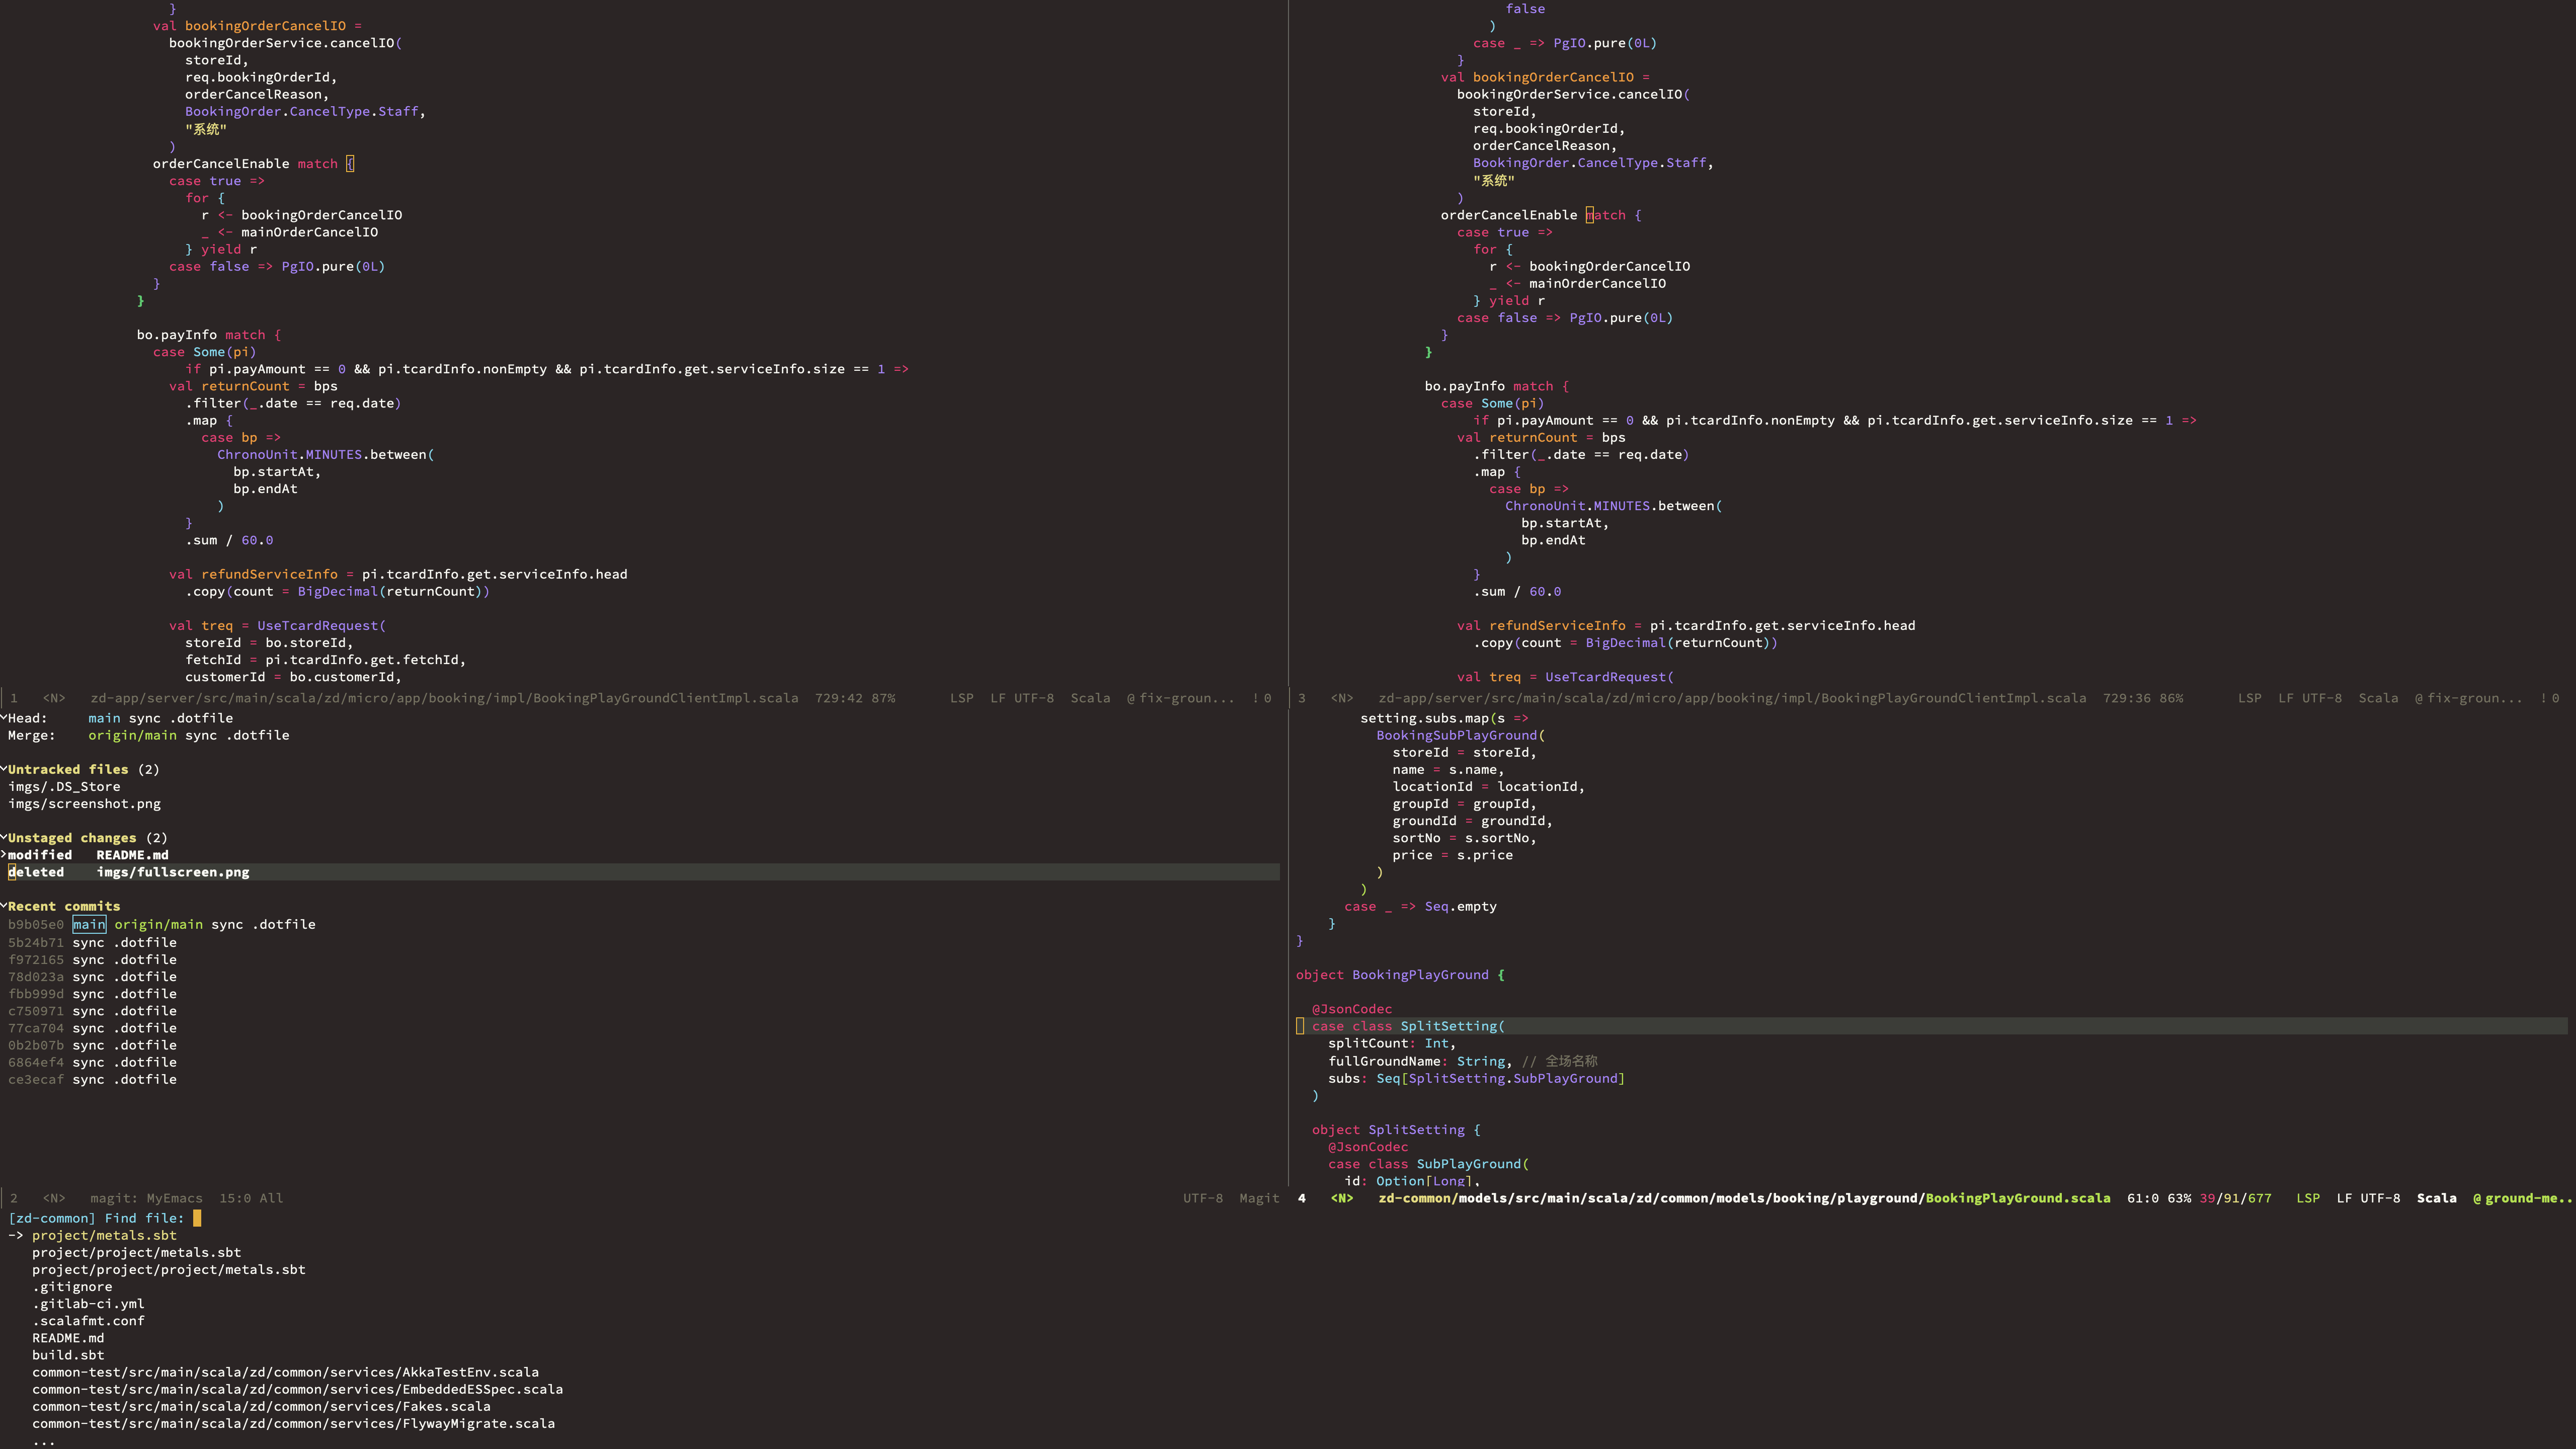 }
val bookingOrderCancelIO =
bookingOrderService.cancelIO(
storeId,
req.bookingOrderId,
orderCancelReason,
BookingOrder.CancelType.Staff,
"系统"
)
orderCancelEnable match {
case true =>
for {
r <- bookingOrderCancelIO
_ <- mainOrderCancelIO
} yield r
case false => PgIO.pure(0L)
}
}
bo.payInfo match {
case Some(pi)
if pi.payAmount == 0 && pi.tcardInfo.nonEmpty && pi.tcardInfo.get.serviceInfo.size == 1 =>
val returnCount = bps
.filter(_.date == req.date)
.map {
case bp =>
ChronoUnit.MINUTES.between(
bp.startAt,
bp.endAt
)
}
.sum / 60.0
val refundServiceInfo = pi.tcardInfo.get.serviceInfo.head
.copy(count = BigDecimal(returnCount))
val treq = UseTcardRequest(
storeId = bo.storeId,
fetchId = pi.tcardInfo.get.fetchId,
customerId = bo.customerId,
1 <N> zd-app/server/src/main/scala/zd/micro/app/booking/impl/BookingPlayGroundClientImpl.scala 729:42 87% LSP LF UTF-8 Scala @fix-groun... !0
false
)
case _ => PgIO.pure(0L)
}
val bookingOrderCancelIO =
bookingOrderService.cancelIO(
storeId,
req.bookingOrderId,
orderCancelReason,
BookingOrder.CancelType.Staff,
"系统"
)
orderCancelEnable match {
case true =>
for {
r <- bookingOrderCancelIO
_ <- mainOrderCancelIO
} yield r
case false => PgIO.pure(0L)
}
}
bo.payInfo match {
case Some(pi)
if pi.payAmount == 0 && pi.tcardInfo.nonEmpty && pi.tcardInfo.get.serviceInfo.size == 1 =>
val returnCount = bps
.filter(_.date == req.date)
.map {
case bp =>
ChronoUnit.MINUTES.between(
bp.startAt,
bp.endAt
)
}
.sum / 60.0
val refundServiceInfo = pi.tcardInfo.get.serviceInfo.head
.copy(count = BigDecimal(returnCount))
val treq = UseTcardRequest(
3 <N> zd-app/server/src/main/scala/zd/micro/app/booking/impl/BookingPlayGroundClientImpl.scala 729:36 86% LSP LF UTF-8 Scala @fix-groun... !0
Head: main sync .dotfile
Merge: origin/main sync .dotfile
Untracked files (2)
imgs/.DS_Store
imgs/screenshot.png
Unstaged changes (2)
modified README.md
deleted imgs/fullscreen.png
Recent commits
b9b05e0 main origin/main sync .dotfile
5b24b71 sync .dotfile
f972165 sync .dotfile
78d023a sync .dotfile
fbb999d sync .dotfile
c750971 sync .dotfile
77ca704 sync .dotfile
0b2b07b sync .dotfile
6864ef4 sync .dotfile
ce3ecaf sync .dotfile
2 <N> magit: MyEmacs 15:0 All UTF-8 Magit
setting.subs.map(s =>
BookingSubPlayGround(
storeId = storeId,
name = s.name,
locationId = locationId,
groupId = groupId,
groundId = groundId,
sortNo = s.sortNo,
price = s.price
)
)
case _ => Seq.empty
}
}
object BookingPlayGround {
@JsonCodec
case class SplitSetting(
splitCount: Int,
fullGroundName: String, // 全场名称
subs: Seq[SplitSetting.SubPlayGround]
)
object SplitSetting {
@JsonCodec
case class SubPlayGround(
id: Option[Long],
4 <N> zd-common/models/src/main/scala/zd/common/models/booking/playground/BookingPlayGround.scala 61:0 63% 39/91/677 LSP LF UTF-8 Scala @ground-me..
[zd-common] Find file:
-> project/metals.sbt
project/project/metals.sbt
project/project/project/metals.sbt
.gitignore
.gitlab-ci.yml
.scalafmt.conf
README.md
build.sbt
common-test/src/main/scala/zd/common/services/AkkaTestEnv.scala
common-test/src/main/scala/zd/common/services/EmbeddedESSpec.scala
common-test/src/main/scala/zd/common/services/Fakes.scala
common-test/src/main/scala/zd/common/services/FlywayMigrate.scala
...